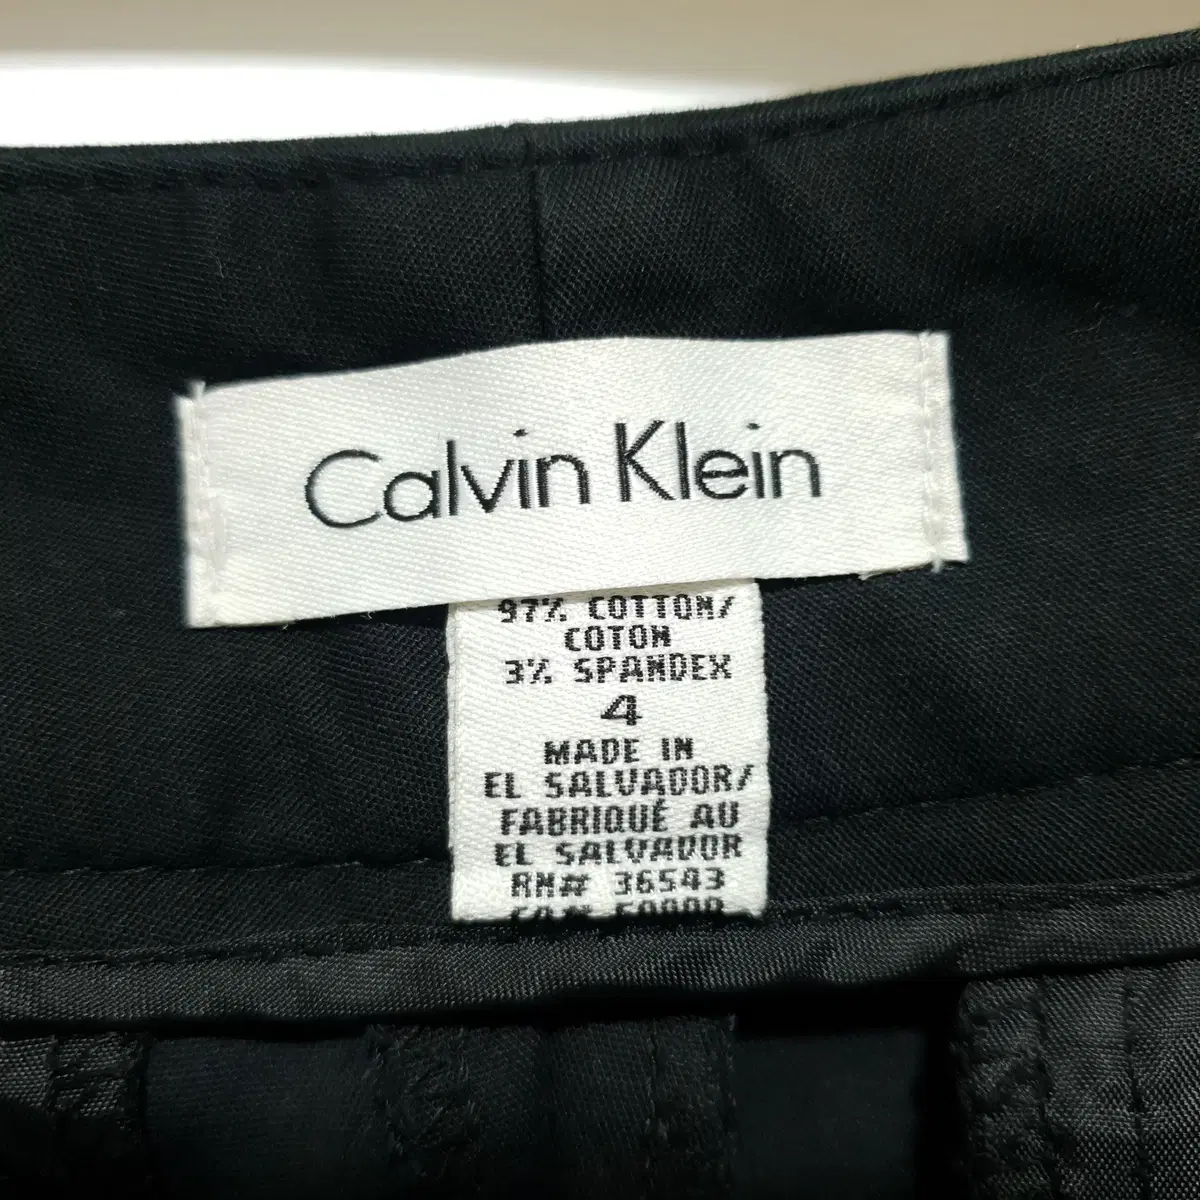 Calvin Klein
97% COTTON/
COTON
3% SPANDEX
4
MADE IN
EL SALVADOR/
FABRIQUÉ AU
EL SALVADOR
RN# 36543